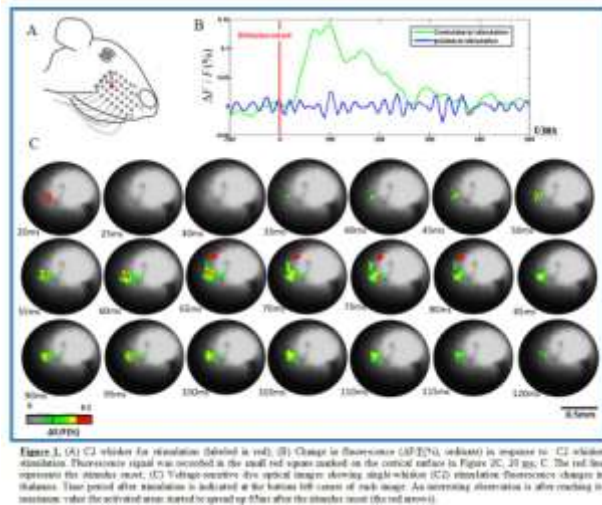 A
B
Stimulus onset
Contralateral stimulation
Ipsilateral stimulation
ΔF / F (%)
C
20ms
25ms
30ms
35ms
40ms
45ms
50ms
55ms
60ms
65ms
70ms
75ms
80ms
85ms
90ms
95ms
100ms
105ms
110ms
115ms
120ms
0
0.2
ΔF/F(%)
0.5mm
Figure 1. (A) C2 whisker for stimulation (labeled in red); (B) Change in fluorescence (ΔF/F(%), ordinate) in response to C2 whisker
stimulation. Fluorescence signal was recorded in the small red square marked on the cortical surface in Figure 2C, 20 ms, C. The red line
represents the stimulus onset; (C) Voltage-sensitive dye optical images showing single-whisker (C2) stimulation fluorescence changes in
thalamus. Time period after stimulation is indicated at the bottom left corner of each image. An interesting observation is after reaching its
maximum value the activated areas started to spread up 65ms after the stimulus onset (the red arrows).